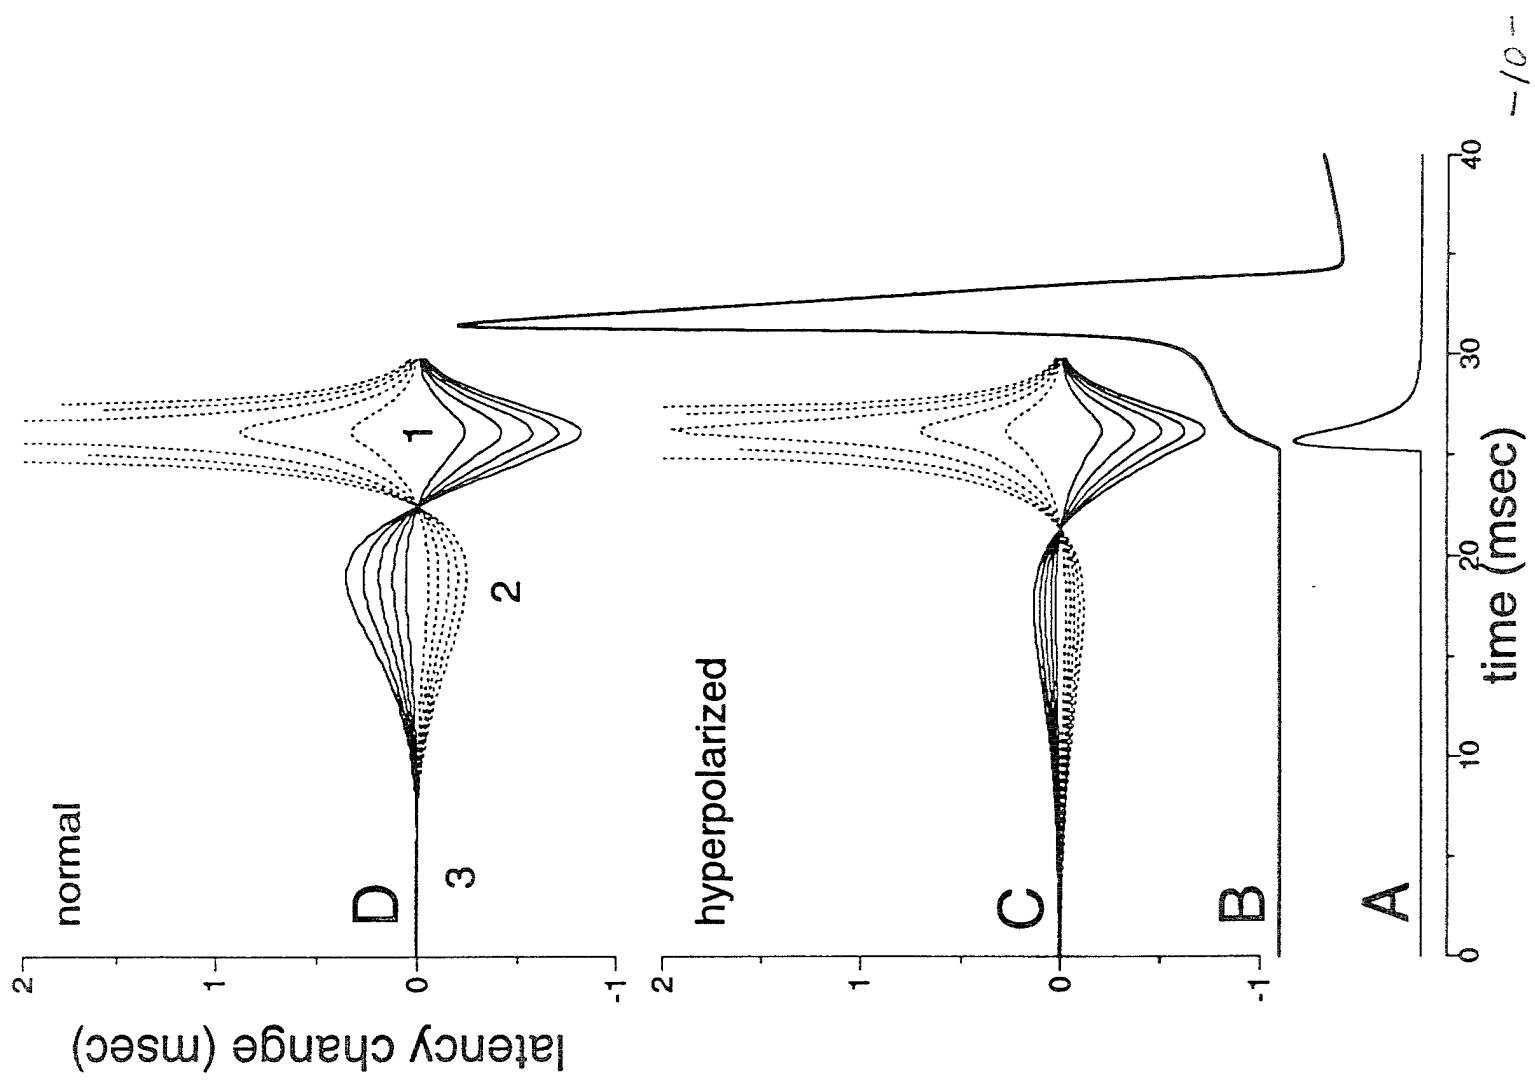 latency change (msec)
normal
2
1
0
-1
D
1
2
3
hyperpolarized
2
1
0
-1
C
B
A
0
10
20
30
40
time (msec)
-10-